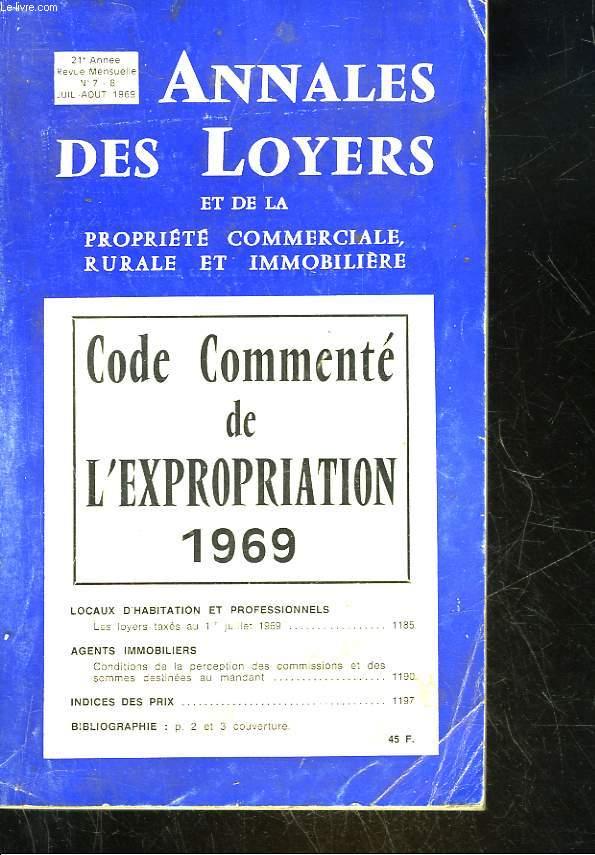 Le-livre.com
21e Année
Revue Mensuelle
N° 7 - 8
JUIL.-AOUT 1969
ANNALES
DES LOYERS
ET DE LA
PROPRIÉTÉ COMMERCIALE,
RURALE ET IMMOBILIÈRE
Code Commenté
de
L'EXPROPRIATION
1969
LOCAUX D'HABITATION ET PROFESSIONNELS
Les loyers taxés au 1er juillet 1969 ................. 1185
AGENTS IMMOBILIERS
Conditions de la perception des commissions et des
sommes destinées au mandant .................... 1190
INDICES DES PRIX .................................... 1197
BIBLIOGRAPHIE : p. 2 et 3 couverture.
45 F.